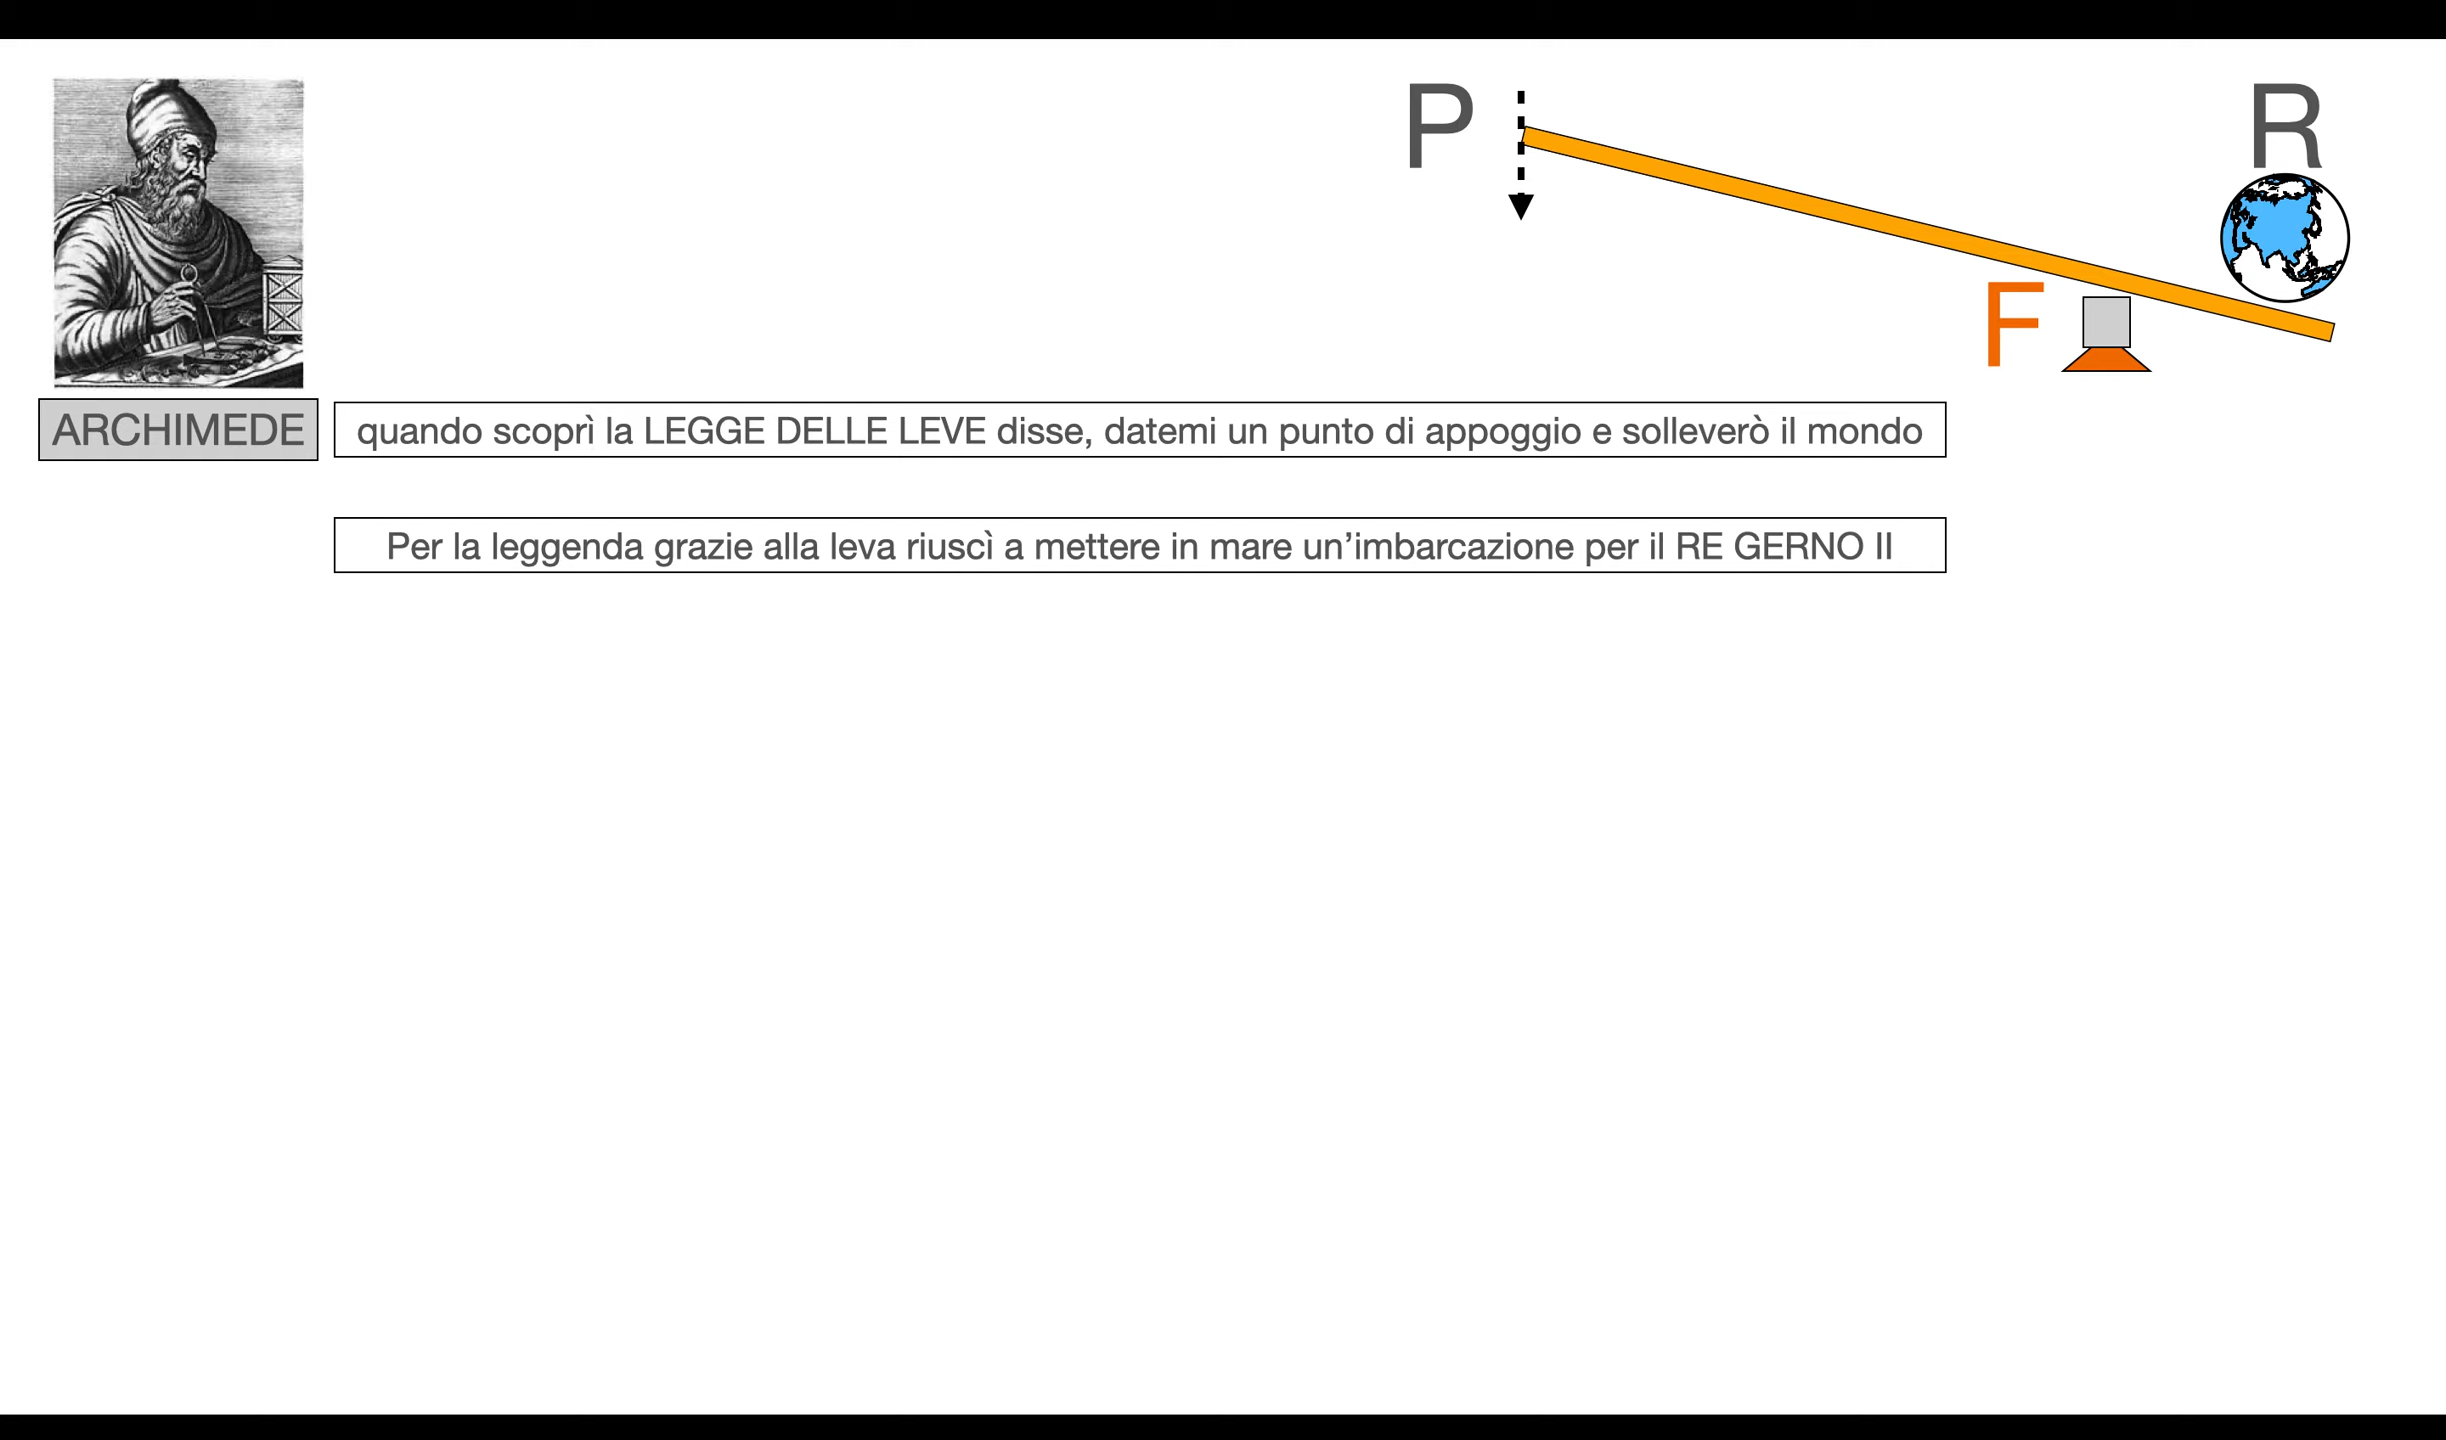 P
R
F
ARCHIMEDE
quando scoprì la LEGGE DELLE LEVE disse, datemi un punto di appoggio e solleverò il mondo
Per la leggenda grazie alla leva riuscì a mettere in mare un’imbarcazione per il RE GERNO II